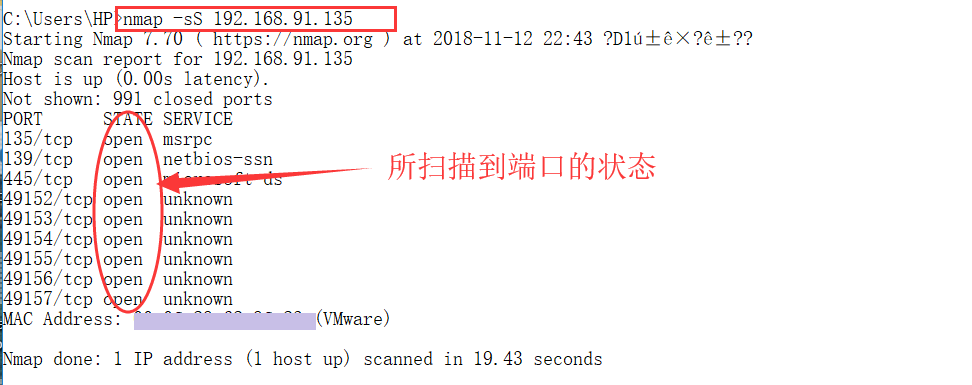 C:\Users\HP>nmap -sS 192.168.91.135
Starting Nmap 7.70 ( https://nmap.org ) at 2018-11-12 22:43 ?D1ú±ê×?ê±??
Nmap scan report for 192.168.91.135
Host is up (0.00s latency).
Not shown: 991 closed ports
PORT STATE SERVICE
135/tcp open msrpc
139/tcp open netbios-ssn
445/tcp open microsoft-ds
所扫描到端口的状态
49152/tcp open unknown
49153/tcp open unknown
49154/tcp open unknown
49155/tcp open unknown
49156/tcp open unknown
49157/tcp open unknown
MAC Address: (VMware)
Nmap done: 1 IP address (1 host up) scanned in 19.43 seconds